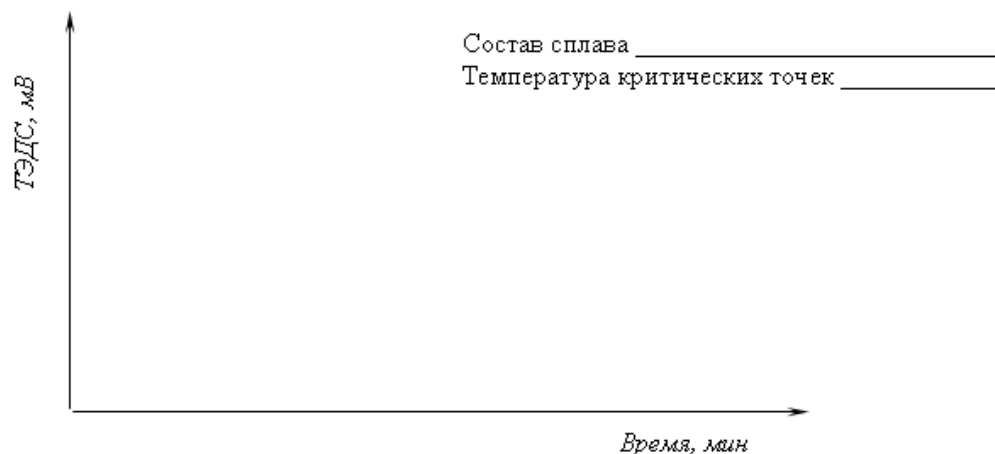 Состав сплава
Температура критических точек
ТЭДС, мВ
Время, мин